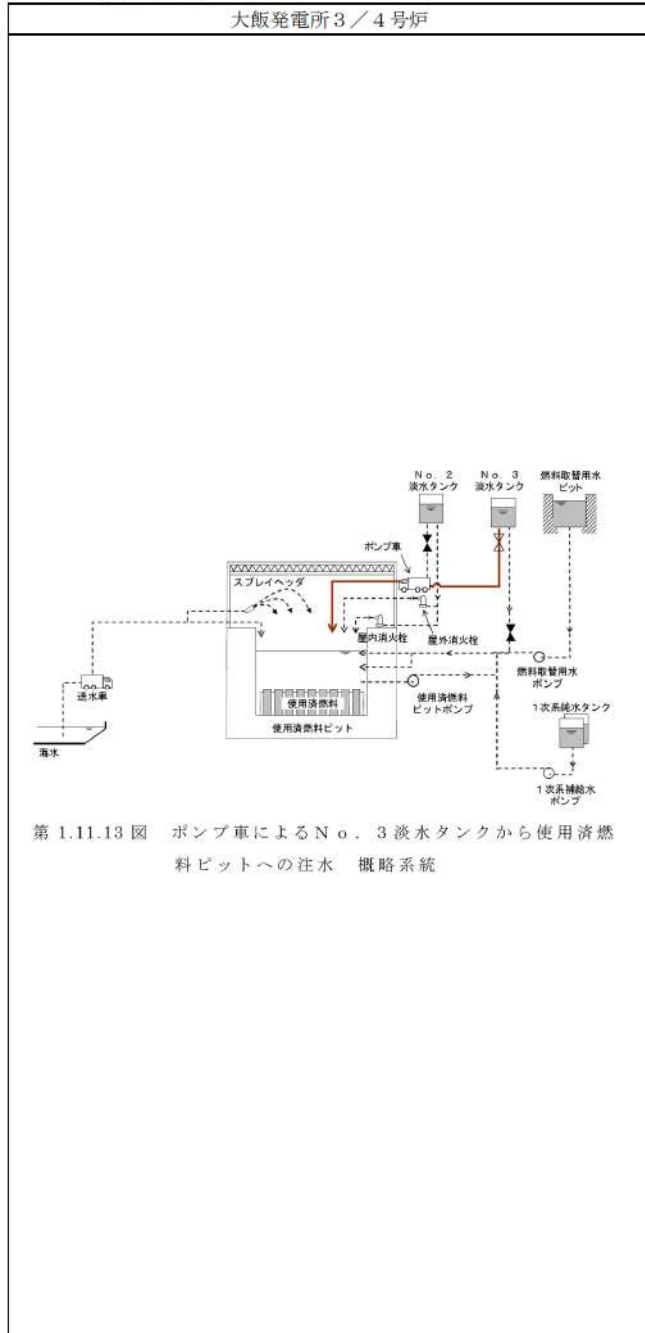 大飯発電所3／4号炉
No．2
淡水タンク
No．3
淡水タンク
燃料取替用水
ピット
ポンプ車
スプレイヘッダ
屋内消火栓
屋外消火栓
燃料取替用水
ポンプ
送水車
使用済燃料
使用済燃料
ピットポンプ
1次系純水タンク
使用済燃料ピット
海水
1次系補給水
ポンプ
第 1.11.13 図　ポンプ車によるNo．3淡水タンクから使用済燃
料ピットへの注水　概略系統